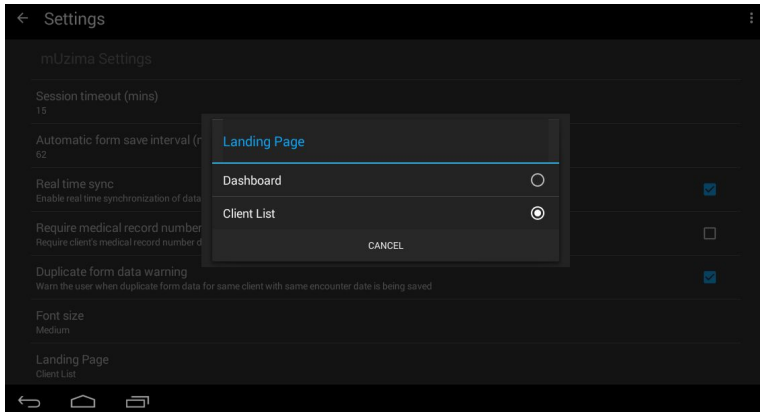 Settings
mUzima Settings
Session timeout (mins)
15
Automatic form save interval (
62
Real time sync
Enable real time synchronization of data
Require medical record number
Require client's medical record number d
Duplicate form data warning
Warn the user when duplicate form data for same client with same encounter date is being saved
Font size
Medium
Landing Page
Client List
Landing Page
Dashboard
Client List
CANCEL